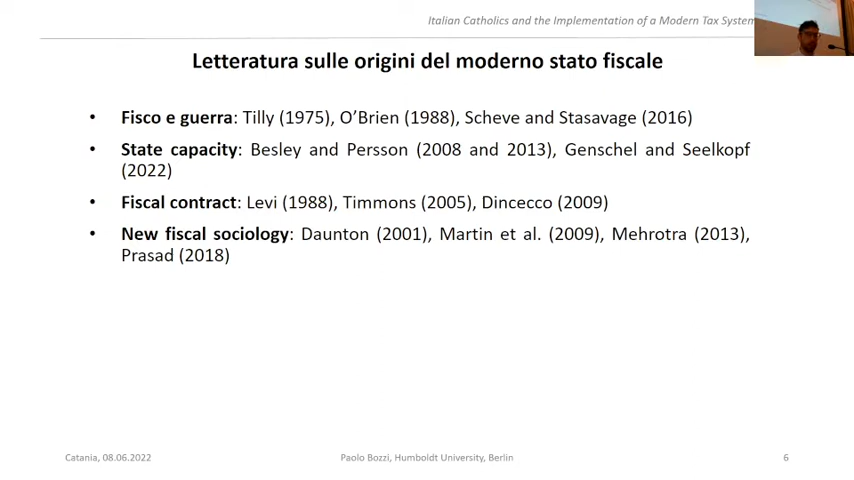 Italian Catholics and the Implementation of a Modern Tax System
Letteratura sulle origini del moderno stato fiscale
• Fisco e guerra: Tilly (1975), O’Brien (1988), Scheve and Stasavage (2016)
• State capacity: Besley and Persson (2008 and 2013), Genschel and Seelkopf
(2022)
• Fiscal contract: Levi (1988), Timmons (2005), Dincecco (2009)
• New fiscal sociology: Daunton (2001), Martin et al. (2009), Mehrotra (2013),
Prasad (2018)
Catania, 08.06.2022 Paolo Bozzi, Humboldt University, Berlin 6